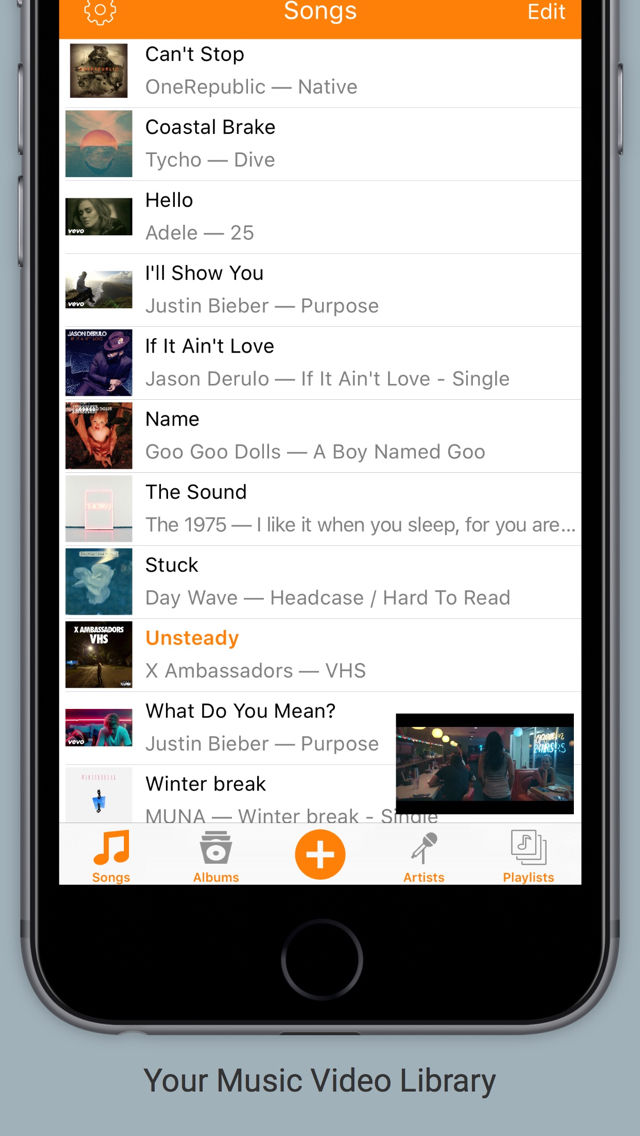 Songs
Edit
Can't Stop
OneRepublic — Native
Coastal Brake
Tycho — Dive
Hello
Adele — 25
vevo
I'll Show You
Justin Bieber — Purpose
vevo
JASON DERULO
If It Ain't Love
Jason Derulo — If It Ain't Love - Single
Name
Goo Goo Dolls — A Boy Named Goo
The Sound
The 1975 — I like it when you sleep, for you are...
Stuck
Day Wave — Headcase / Hard To Read
X AMBASSADORS
VHS
Unsteady
X Ambassadors — VHS
What Do You Mean?
Justin Bieber — Purpose
vevo
Winter break
MUNA — Winter break - Single
Songs
Albums
Artists
Playlists
Your Music Video Library